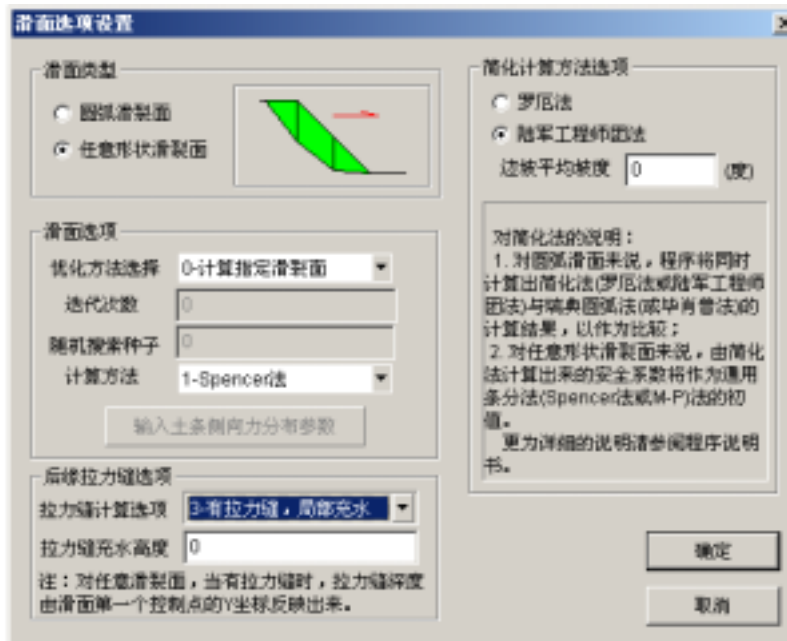 滑面选项设置
滑面类型
圆弧滑裂面
任意形状滑裂面
滑面选项
优化方法选择
0-计算指定滑裂面
迭代次数
0
随机搜索种子
0
计算方法
1-Spencer法
输入土条侧向力分布参数
后缘拉力缝选项
拉力缝计算选项
3-有拉力缝，局部充水
拉力缝充水高度
0
注：对任意滑裂面，当有拉力缝时，拉力缝深度
由滑面第一个控制点的Y坐标反映出来。
简化计算方法选项
罗厄法
陆军工程师团法
边坡平均坡度
0
(度)
对简化法的说明：
1. 对圆弧滑面来说，程序将同时
计算出简化法(罗厄法或陆军工程师
团法)与瑞典圆弧法(或毕肖普法)的
计算结果，以作为比较；
2. 对任意形状滑裂面来说，由简化
法计算出来的安全系数将作为通用
条分法(Spencer法或M-P)法的初
值。
更为详细的说明请参阅程序说明
书。
确定
取消